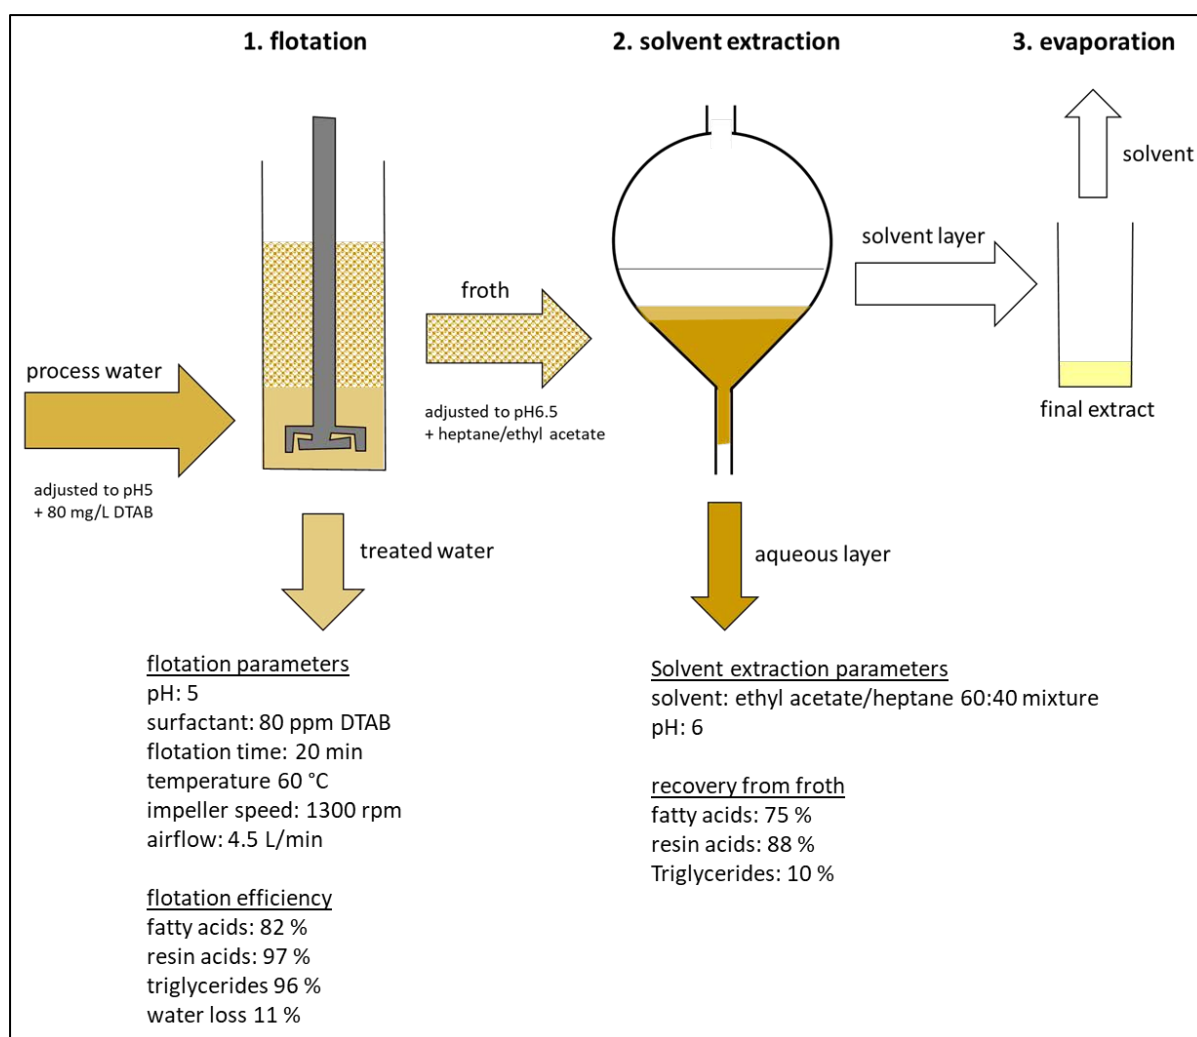 1. flotation
2. solvent extraction
3. evaporation
solvent
solvent layer
froth
process water
adjusted to pH6.5
+ heptane/ethyl acetate
final extract
adjusted to pH5
+ 80 mg/L DTAB
treated water
aqueous layer
flotation parameters
pH: 5
surfactant: 80 ppm DTAB
flotation time: 20 min
temperature 60 °C
impeller speed: 1300 rpm
airflow: 4.5 L/min
flotation efficiency
fatty acids: 82 %
resin acids: 97 %
triglycerides 96 %
water loss 11 %
Solvent extraction parameters
solvent: ethyl acetate/heptane 60:40 mixture
pH: 6
recovery from froth
fatty acids: 75 %
resin acids: 88 %
Triglycerides: 10 %